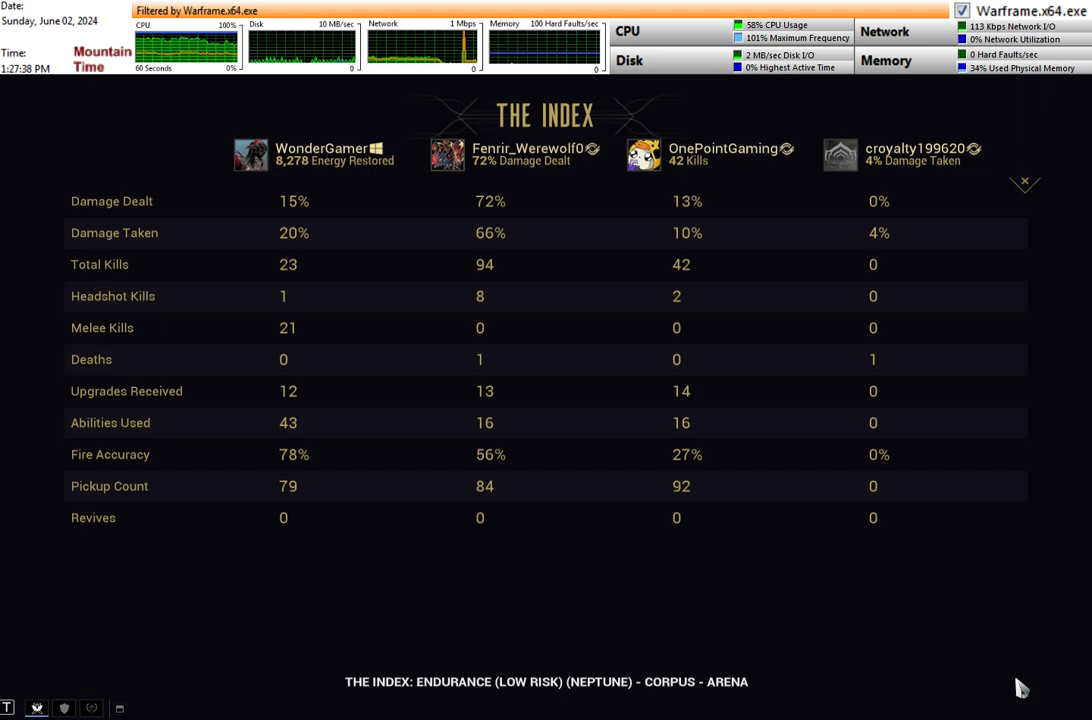 Date:
Sunday, June 02, 2024
Time:
1:27:38 PM
Mountain
Time
Filtered by Warframe.x64.exe
CPU 100%
60 Seconds 0%
Disk 10 MB/sec
0
Network 1 Mbps
0
Memory 100 Hard Faults/sec
0
CPU
58% CPU Usage
101% Maximum Frequency
Disk
2 MB/sec Disk I/O
0% Highest Active Time
Warframe.x64.exe
Network
113 Kbps Network I/O
0% Network Utilization
Memory
0 Hard Faults/sec
34% Used Physical Memory
THE INDEX
WonderGamer
8,278 Energy Restored
Fenrir_Werewolf0
72% Damage Dealt
OnePointGaming
42 Kills
croyalty199620
4% Damage Taken
Damage Dealt 15% 72% 13% 0%
Damage Taken 20% 66% 10% 4%
Total Kills 23 94 42 0
Headshot Kills 1 8 2 0
Melee Kills 21 0 0 0
Deaths 0 1 0 1
Upgrades Received 12 13 14 0
Abilities Used 43 16 16 0
Fire Accuracy 78% 56% 27% 0%
Pickup Count 79 84 92 0
Revives 0 0 0 0
THE INDEX: ENDURANCE (LOW RISK) (NEPTUNE) - CORPUS - ARENA
T